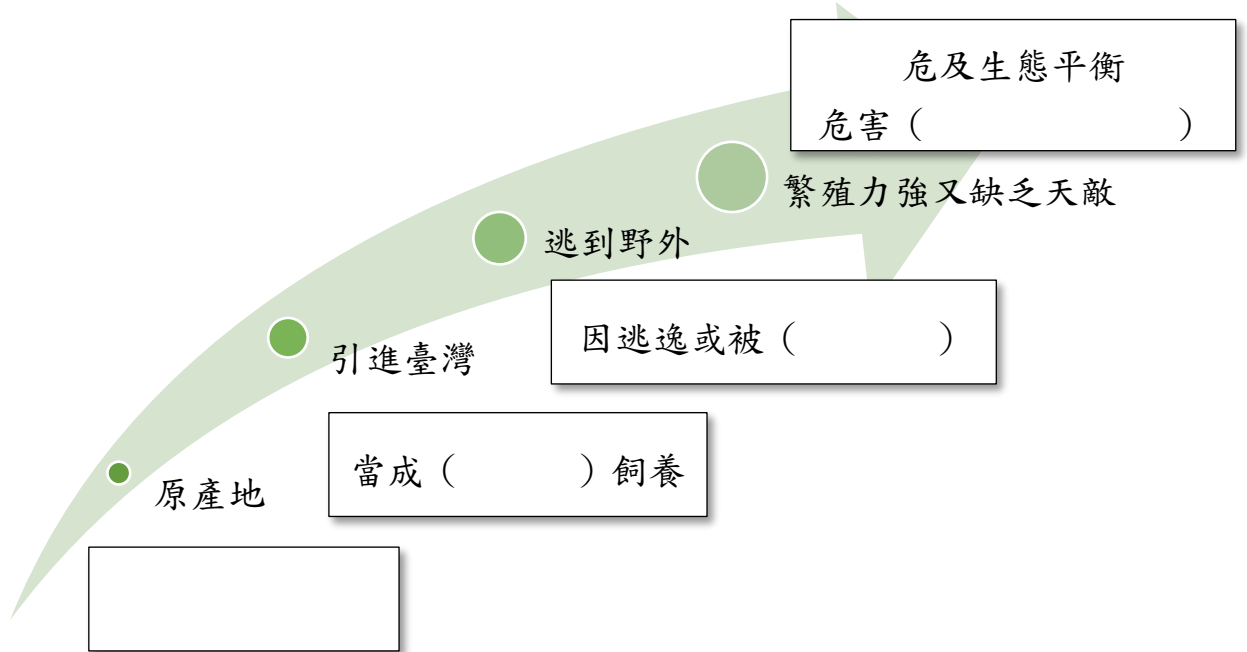 危及生態平衡
危害（　　　　　　　）
繁殖力強又缺乏天敵
逃到野外
因逃逸或被（　　　　）
引進臺灣
當成（　　　　）飼養
原產地